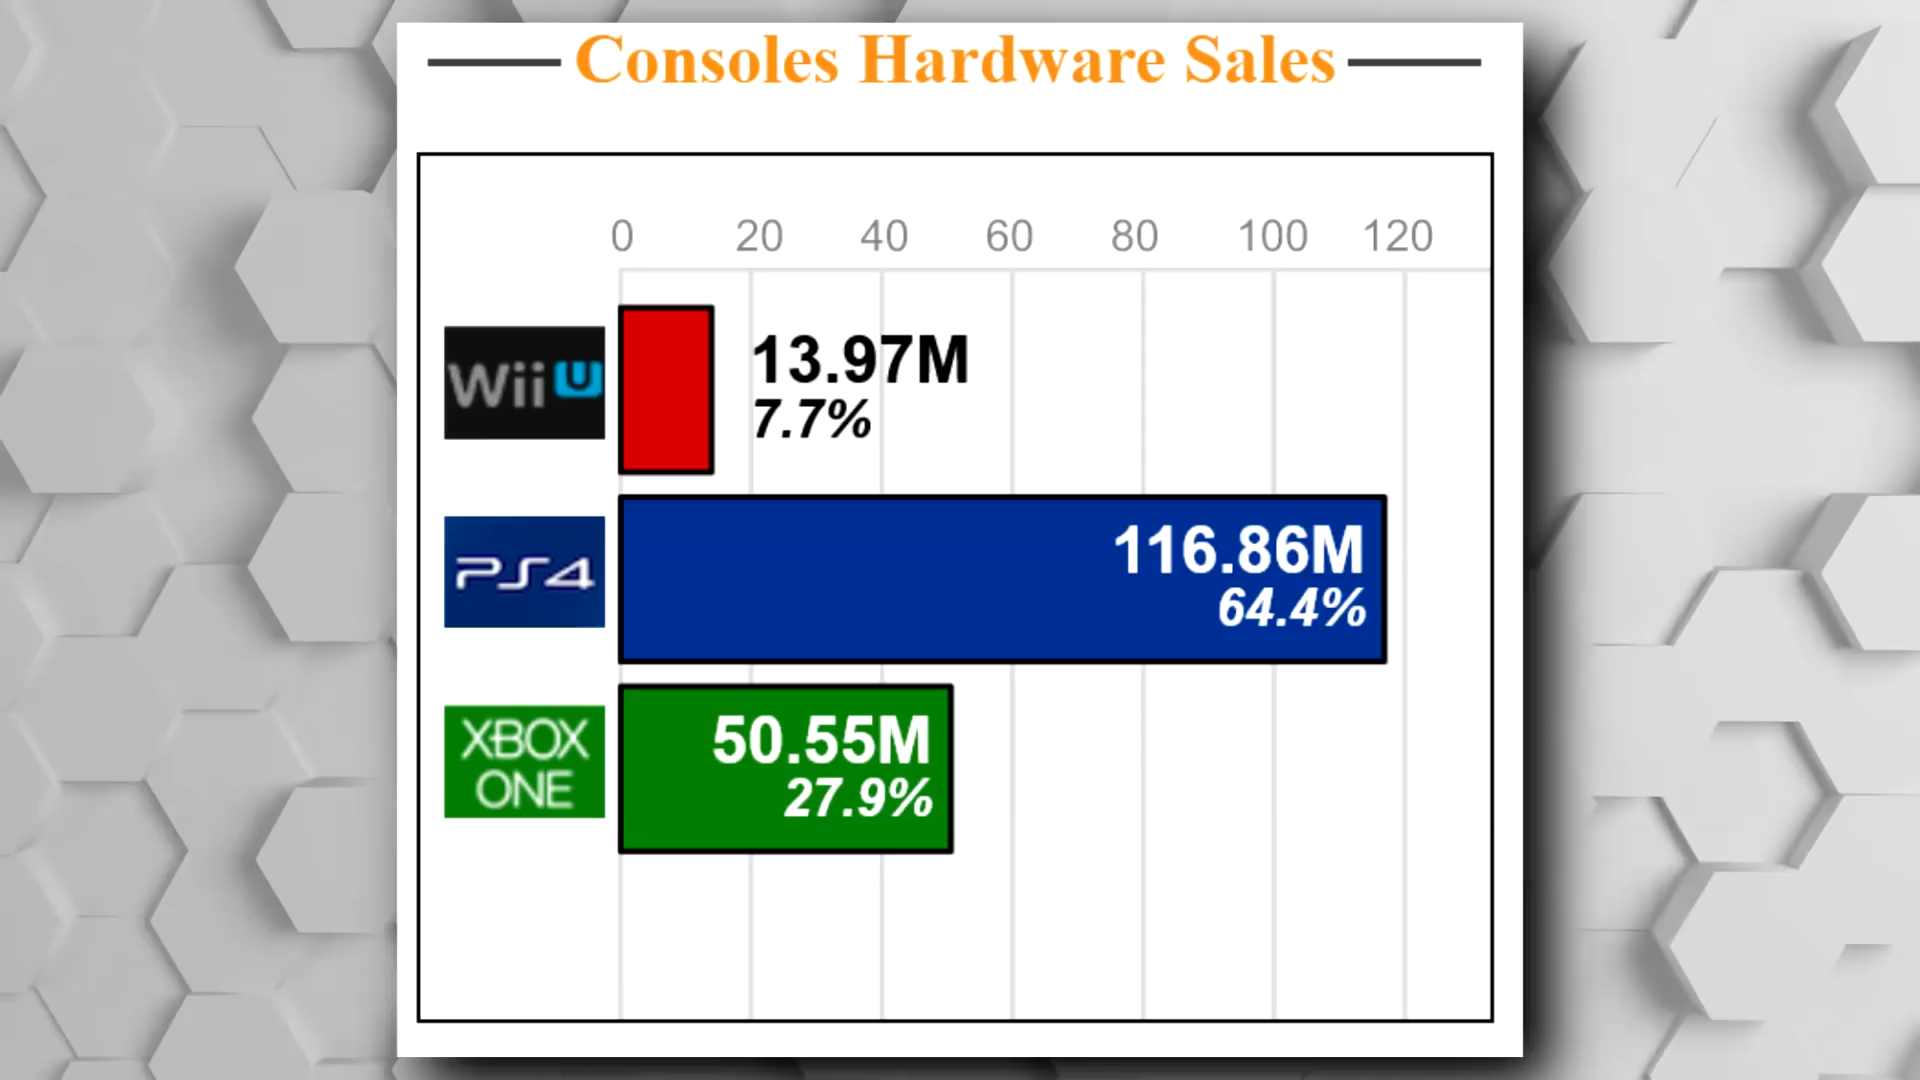 Consoles Hardware Sales
0 20 40 60 80 100 120
Wii U
13.97M
7.7%
PS4
116.86M
64.4%
XBOX
ONE
50.55M
27.9%